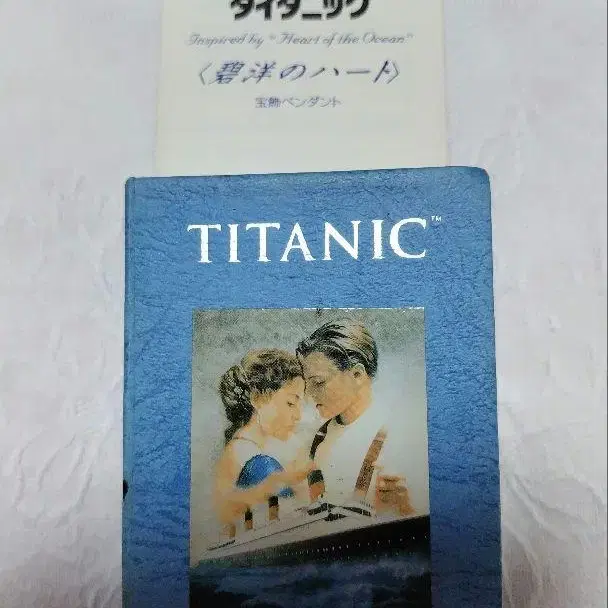 タイタニック
Inspired by "Heart of the Ocean"
〈碧洋のハート〉
宝飾ペンダント
TITANIC™